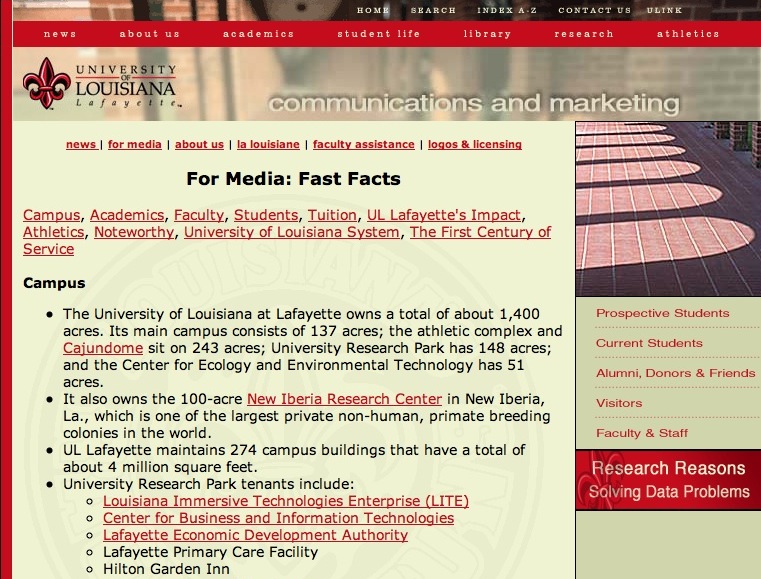 HOME SEARCH INDEX A-Z CONTACT US ULINK
news about us academics student life library research athletics
UNIVERSITY
OF
LOUISIANA
Lafayette™
communications and marketing
news | for media | about us | la louisiane | faculty assistance | logos & licensing
For Media: Fast Facts
Campus, Academics, Faculty, Students, Tuition, UL Lafayette's Impact,
Athletics, Noteworthy, University of Louisiana System, The First Century of
Service
Campus
• The University of Louisiana at Lafayette owns a total of about 1,400
acres. Its main campus consists of 137 acres; the athletic complex and
Cajundome sit on 243 acres; University Research Park has 148 acres;
and the Center for Ecology and Environmental Technology has 51
acres.
• It also owns the 100-acre New Iberia Research Center in New Iberia,
La., which is one of the largest private non-human, primate breeding
colonies in the world.
• UL Lafayette maintains 274 campus buildings that have a total of
about 4 million square feet.
• University Research Park tenants include:
Louisiana Immersive Technologies Enterprise (LITE)
Center for Business and Information Technologies
Lafayette Economic Development Authority
Lafayette Primary Care Facility
Hilton Garden Inn
Prospective Students
Current Students
Alumni, Donors & Friends
Visitors
Faculty & Staff
Research Reasons
Solving Data Problems